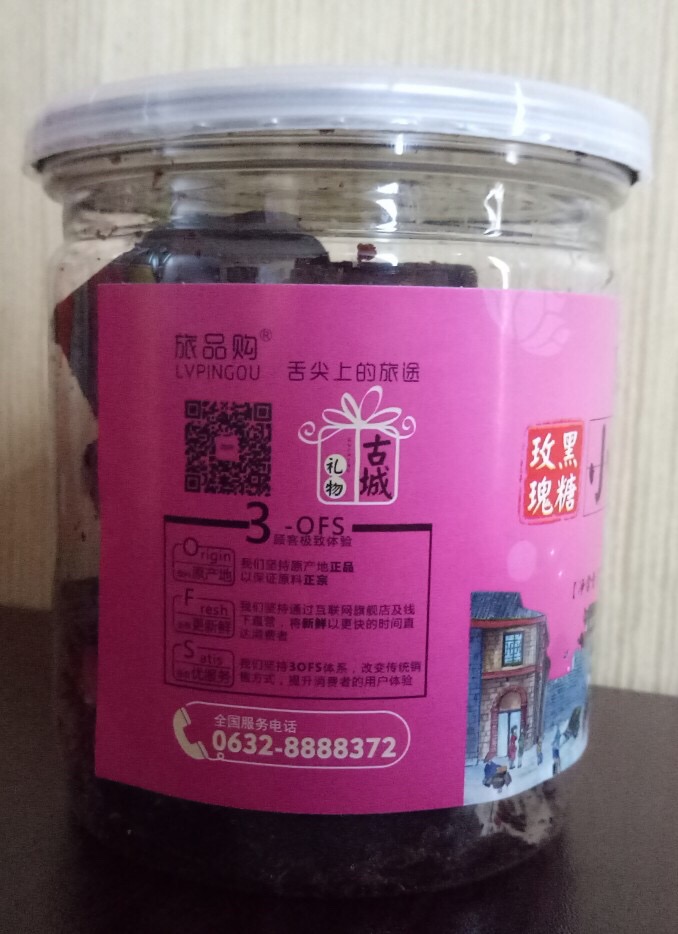 旅品购®
LVPINGOU
舌尖上的旅途
古城
礼物
3-OFS
顾客极致体验
Origin
原产地
我们坚持原产地正品
以保证原料正宗
Fresh
更新鲜
我们坚持通过互联网旗舰店及线
下直营，将新鲜以更快的时间直
达消费者
Satis
优服务
我们坚持3OFS体系，改变传统销
售方式，提升消费者的用户体验
全国服务电话
0632-8888372
黑糖
玫瑰